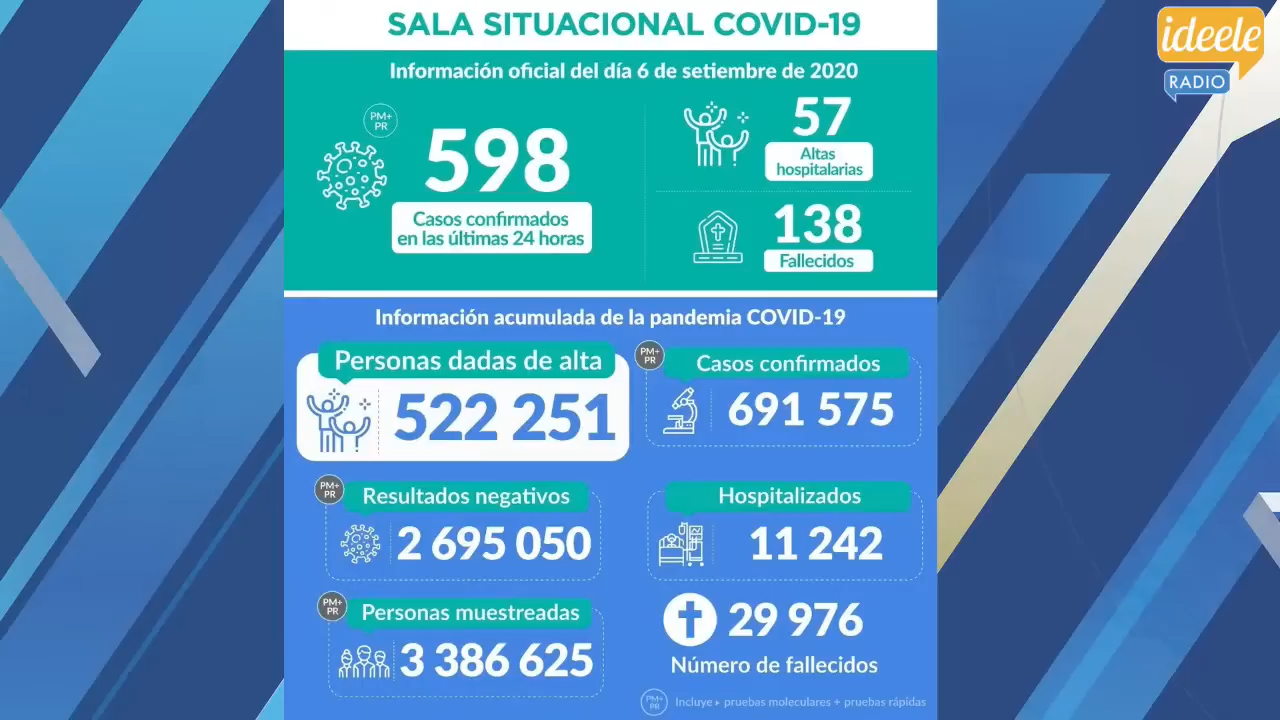 SALA SITUACIONAL COVID-19
ideele
RADIO
Información oficial del día 6 de setiembre de 2020
PM+
PR
598
Casos confirmados
en las últimas 24 horas
57
Altas
hospitalarias
138
Fallecidos
Información acumulada de la pandemia COVID-19
Personas dadas de alta
522 251
PM+
PR
Casos confirmados
691 575
PM+
PR
Resultados negativos
2 695 050
Hospitalizados
11 242
PM+
PR
Personas muestreadas
3 386 625
29 976
Número de fallecidos
PM+
PR
Incluye ▸ pruebas moleculares + pruebas rápidas